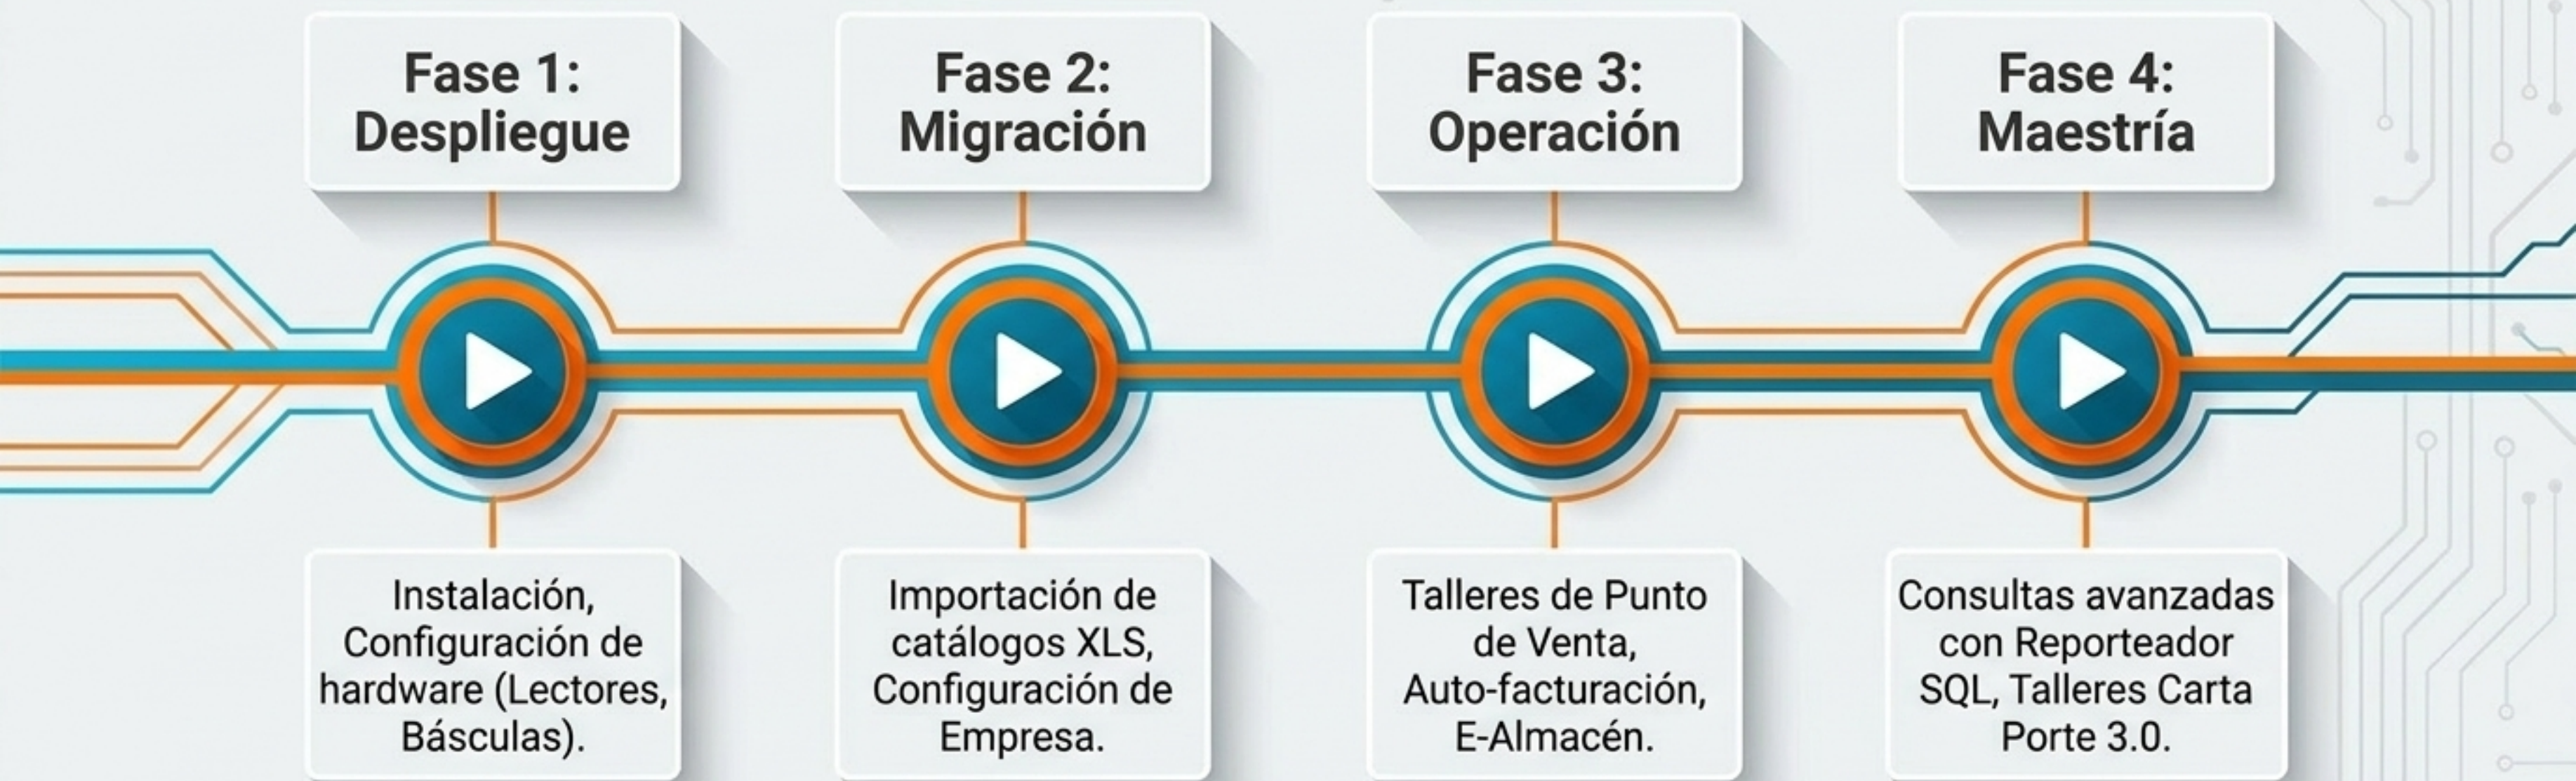 Fase 1:
Despliegue
Fase 2:
Migración
Fase 3:
Operación
Fase 4:
Maestría
Instalación,
Configuración de
hardware (Lectores,
Básculas).
Importación de
catálogos XLS,
Configuración de
Empresa.
Talleres de Punto
de Venta,
Auto-facturación,
E-Almacén.
Consultas avanzadas
con Reporteador
SQL, Talleres Carta
Porte 3.0.